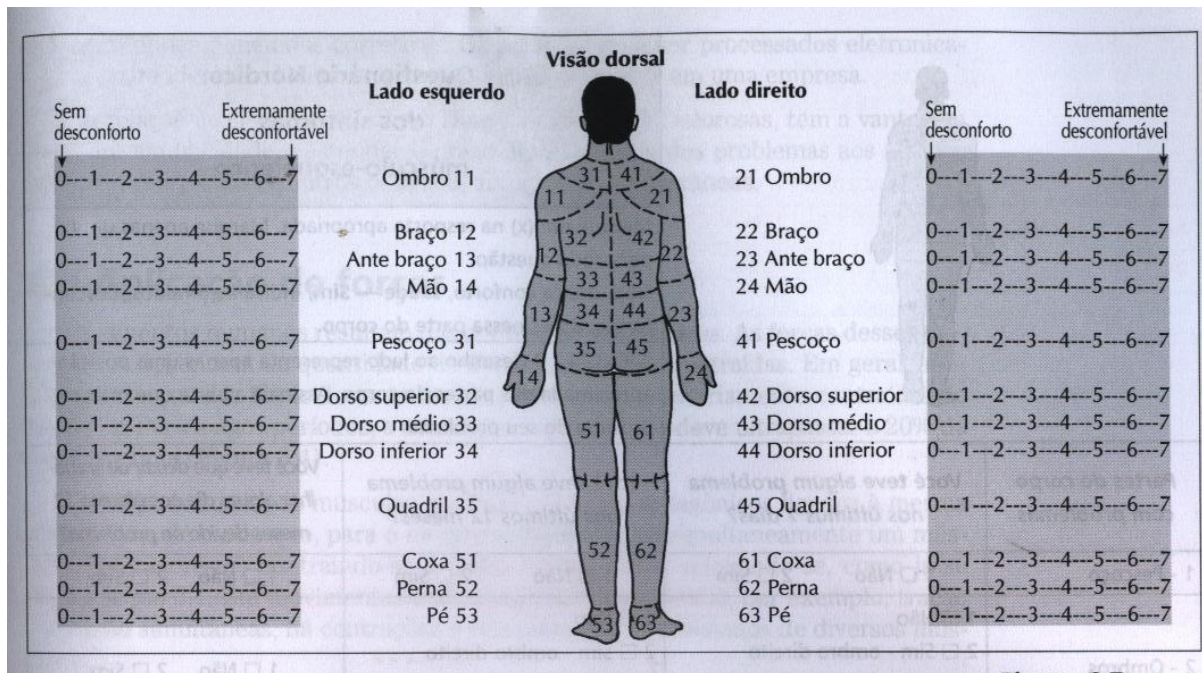 Visão dorsal
Lado esquerdo Lado direito
Sem desconforto Extremamente desconfortável Sem desconforto Extremamente desconfortável
0---1---2---3---4---5---6---7 Ombro 11 21 Ombro 0---1---2---3---4---5---6---7
0---1---2---3---4---5---6---7 Braço 12 22 Braço 0---1---2---3---4---5---6---7
0---1---2---3---4---5---6---7 Ante braço 13 23 Ante braço 0---1---2---3---4---5---6---7
0---1---2---3---4---5---6---7 Mão 14 24 Mão 0---1---2---3---4---5---6---7
0---1---2---3---4---5---6---7 Pescoço 31 41 Pescoço 0---1---2---3---4---5---6---7
0---1---2---3---4---5---6---7 Dorso superior 32 42 Dorso superior 0---1---2---3---4---5---6---7
0---1---2---3---4---5---6---7 Dorso médio 33 43 Dorso médio 0---1---2---3---4---5---6---7
0---1---2---3---4---5---6---7 Dorso inferior 34 44 Dorso inferior 0---1---2---3---4---5---6---7
0---1---2---3---4---5---6---7 Quadril 35 45 Quadril 0---1---2---3---4---5---6---7
0---1---2---3---4---5---6---7 Coxa 51 61 Coxa 0---1---2---3---4---5---6---7
0---1---2---3---4---5---6---7 Perna 52 62 Perna 0---1---2---3---4---5---6---7
0---1---2---3---4---5---6---7 Pé 53 63 Pé 0---1---2---3---4---5---6---7
31 41
11 21
32 42
12 22
33 43
13 34 44 23
35 45
14 24
51 61
52 62
53 63